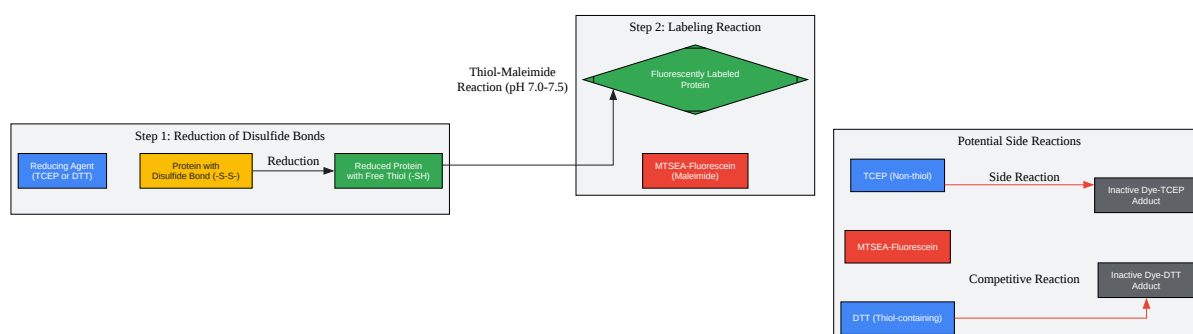 Step 2: Labeling Reaction
Fluorescently Labeled
Protein
Thiol-Maleimide
Reaction (pH 7.0-7.5)
MTSEA-Fluorescein
(Maleimide)
Step 1: Reduction of Disulfide Bonds
Reducing Agent
(TCEP or DTT)
Protein with
Disulfide Bond (-S-S-)
Reduction
Reduced Protein
with Free Thiol (-SH)
Potential Side Reactions
TCEP (Non-thiol)
Side Reaction
Inactive Dye-TCEP
Adduct
MTSEA-Fluorescein
Competitive Reaction
Inactive Dye-DTT
Adduct
DTT (Thiol-containing)